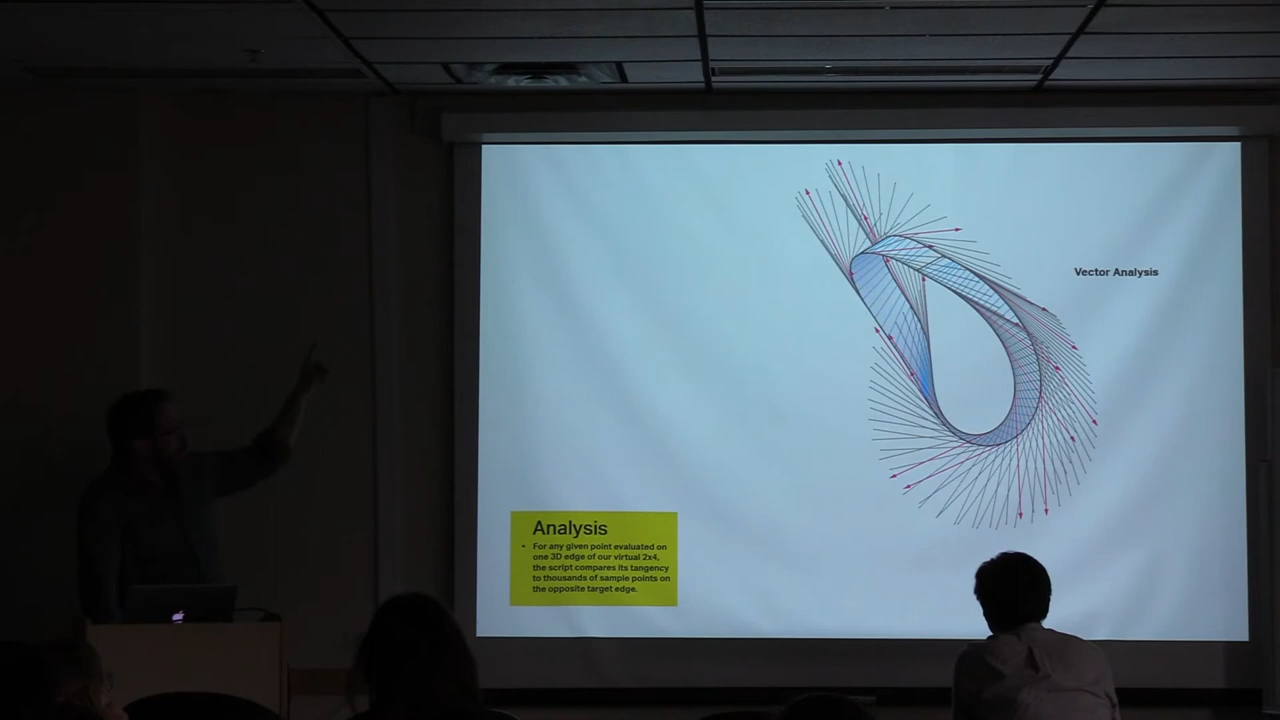 Vector Analysis
Analysis
• For any given point evaluated on
one 3D edge of our virtual 2x4,
the script compares its tangency
to thousands of sample points on
the opposite target edge.